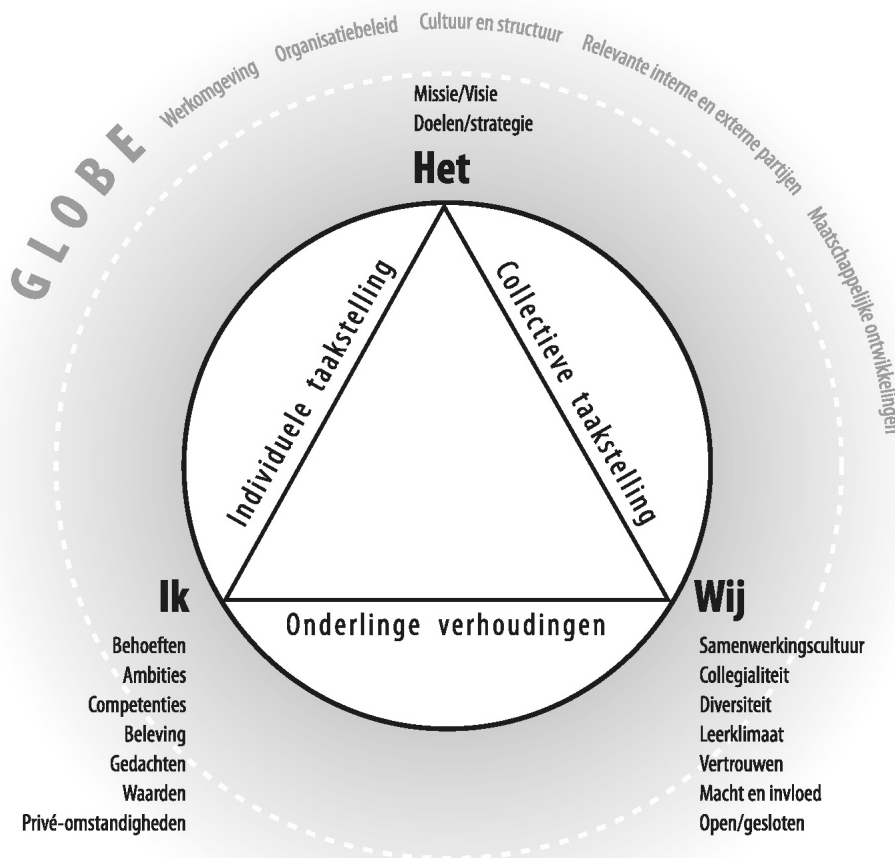 GLOBE
Werkomgeving
Organisatiebeleid
Cultuur en structuur
Relevante interne en externe partijen
Maatschappelijke ontwikkelingen
Missie/Visie
Doelen/strategie
Het
Individuele taakstelling
Collectieve taakstelling
Onderlinge verhoudingen
Ik
Behoeften
Ambities
Competenties
Beleving
Gedachten
Waarden
Privé-omstandigheden
Wij
Samenwerkingscultuur
Collegialiteit
Diversiteit
Leerklimaat
Vertrouwen
Macht en invloed
Open/gesloten